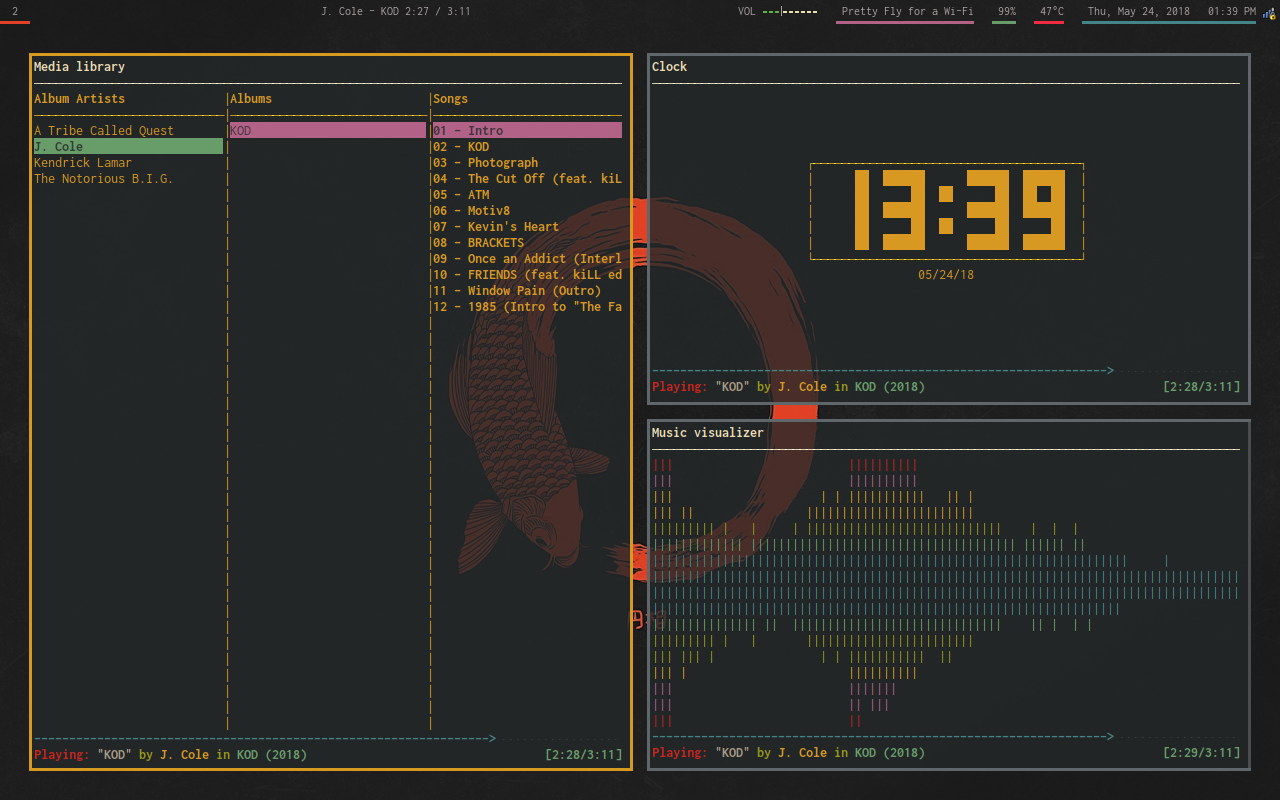 2
J. Cole - KOD 2:27 / 3:11
VOL
Pretty Fly for a Wi-Fi
99%
47°C
Thu, May 24, 2018
01:39 PM
Media library
Album Artists
A Tribe Called Quest
J. Cole
Kendrick Lamar
The Notorious B.I.G.
Albums
KOD
Songs
01 - Intro
02 - KOD
03 - Photograph
04 - The Cut Off (feat. kiL
05 - ATM
06 - Motiv8
07 - Kevin's Heart
08 - BRACKETS
09 - Once an Addict (Interl
10 - FRIENDS (feat. kiLL ed
11 - Window Pain (Outro)
12 - 1985 (Intro to "The Fa
Playing: "KOD" by J. Cole in KOD (2018) [2:28/3:11]
Clock
13:39
05/24/18
Playing: "KOD" by J. Cole in KOD (2018) [2:28/3:11]
Music visualizer
Playing: "KOD" by J. Cole in KOD (2018) [2:29/3:11]